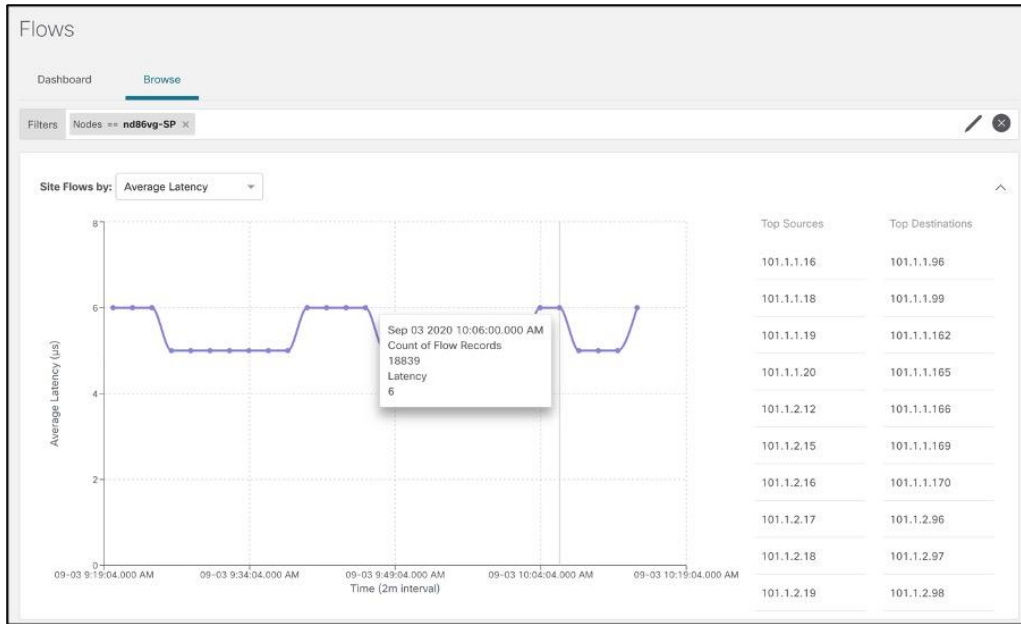 Flows
Dashboard Browse
Filters Nodes == nd86vg-SP ×
Site Flows by: Average Latency
Average Latency (μs)
8
6
4
2
0
09-03 9:19:04.000 AM 09-03 9:34:04.000 AM 09-03 9:49:04.000 AM 09-03 10:04:04.000 AM 09-03 10:19:04.000 AM
Time (2m interval)
Sep 03 2020 10:06:00.000 AM
Count of Flow Records
18839
Latency
6
Top Sources Top Destinations
101.1.1.16 101.1.1.96
101.1.1.18 101.1.1.99
101.1.1.19 101.1.1.162
101.1.1.20 101.1.1.165
101.1.2.12 101.1.1.166
101.1.2.15 101.1.1.169
101.1.2.16 101.1.1.170
101.1.2.17 101.1.2.96
101.1.2.18 101.1.2.97
101.1.2.19 101.1.2.98